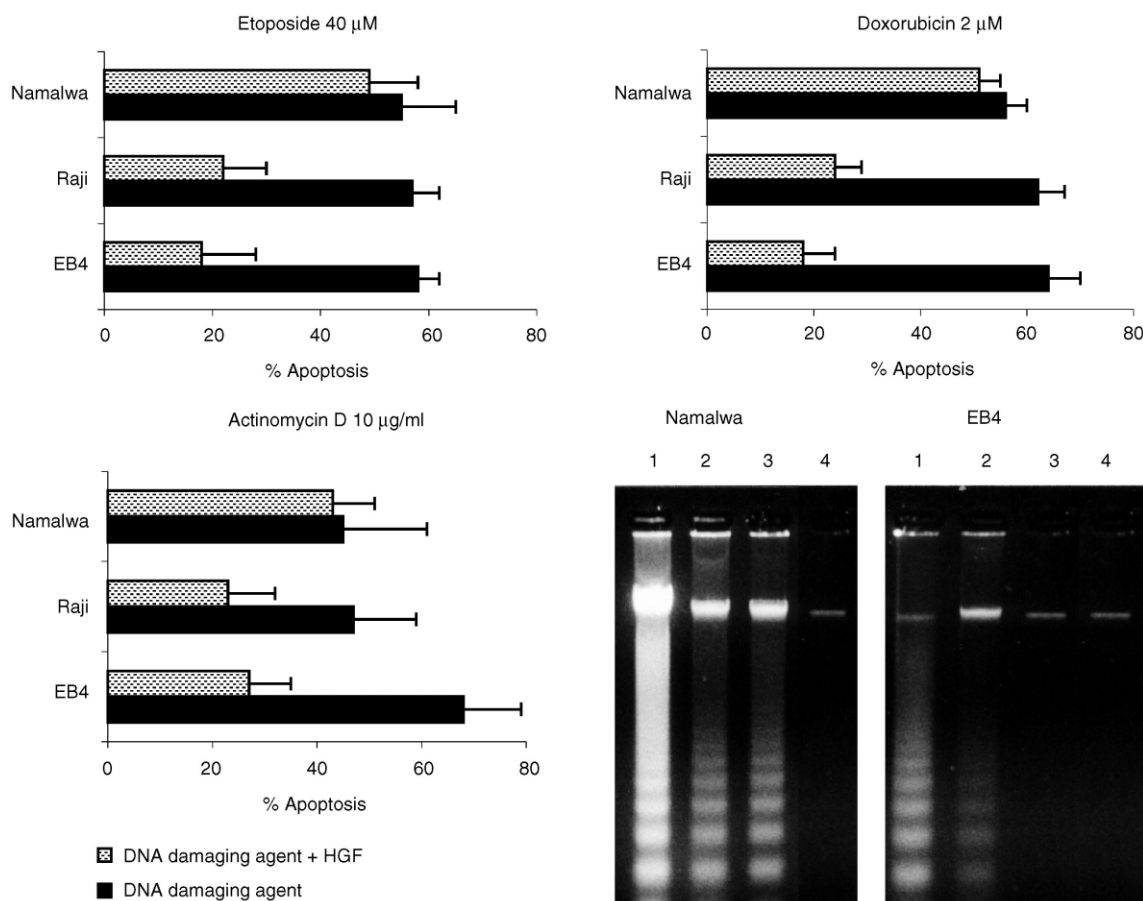 Etoposide 40 μM
Namalwa
Raji
EB4
0 20 40 60 80
% Apoptosis
Doxorubicin 2 μM
Namalwa
Raji
EB4
0 20 40 60 80
% Apoptosis
Actinomycin D 10 μg/ml
Namalwa
Raji
EB4
0 20 40 60 80
% Apoptosis
DNA damaging agent + HGF
DNA damaging agent
Namalwa
1 2 3 4
EB4
1 2 3 4